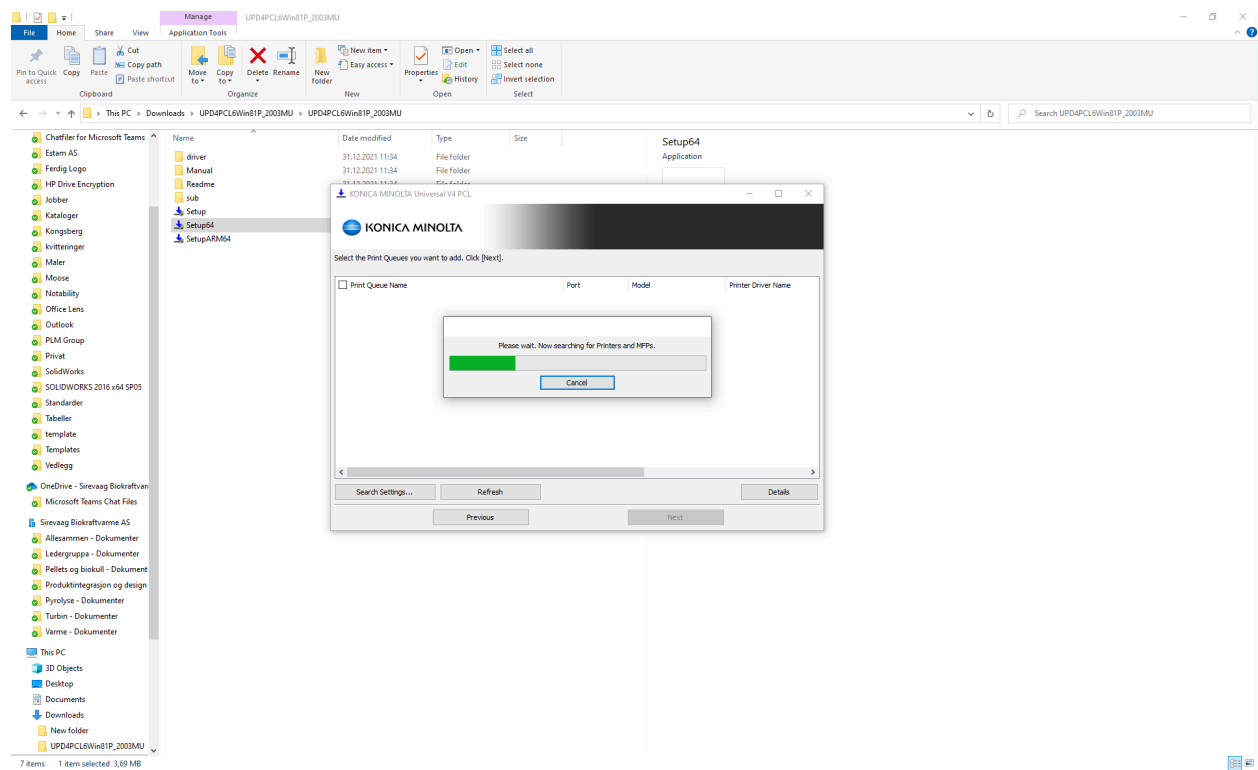 Manage
UPD4PCL6Win81P_2003MU
File Home Share View Application Tools
Pin to Quick access
Copy
Paste
Cut
Copy path
Paste shortcut
Clipboard
Move to
Copy to
Delete
Rename
Organize
New folder
New item
Easy access
New
Properties
Open
Edit
History
Open
Select all
Select none
Invert selection
Select
This PC > Downloads > UPD4PCL6Win81P_2003MU > UPD4PCL6Win81P_2003MU
Search UPD4PCL6Win81P_2003MU
Chatfiler for Microsoft Teams
Estam AS
Ferdig Logo
HP Drive Encryption
Jobber
Kataloger
Kongsberg
kvitteringer
Maler
Moose
Notability
Office Lens
Outlook
PLM Group
Privat
SolidWorks
SOLIDWORKS 2016 x64 SP05
Standarder
Tabeller
template
Templates
Vedlegg
OneDrive - Sirevaag Biokraftvan
Microsoft Teams Chat Files
Sirevaag Biokraftvarme AS
Allesammen - Dokumenter
Ledergruppa - Dokumenter
Pellets og biokull - Dokument
Produktintegrasjon og design
Pyrolyse - Dokumenter
Turbin - Dokumenter
Varme - Dokumenter
This PC
3D Objects
Desktop
Documents
Downloads
New folder
UPD4PCL6Win81P_2003MU
Name Date modified Type Size
driver 31.12.2021 11:34 File folder
Manual 31.12.2021 11:34 File folder
Readme 31.12.2021 11:34 File folder
sub
Setup
Setup64
SetupARM64
Setup64
Application
KONICA MINOLTA Universal V4 PCL
KONICA MINOLTA
Select the Print Queues you want to add. Click [Next].
Print Queue Name Port Model Printer Driver Name
Please wait. Now searching for Printers and MFPs.
Cancel
Search Settings... Refresh Details
Previous Next
7 items 1 item selected 3,69 MB